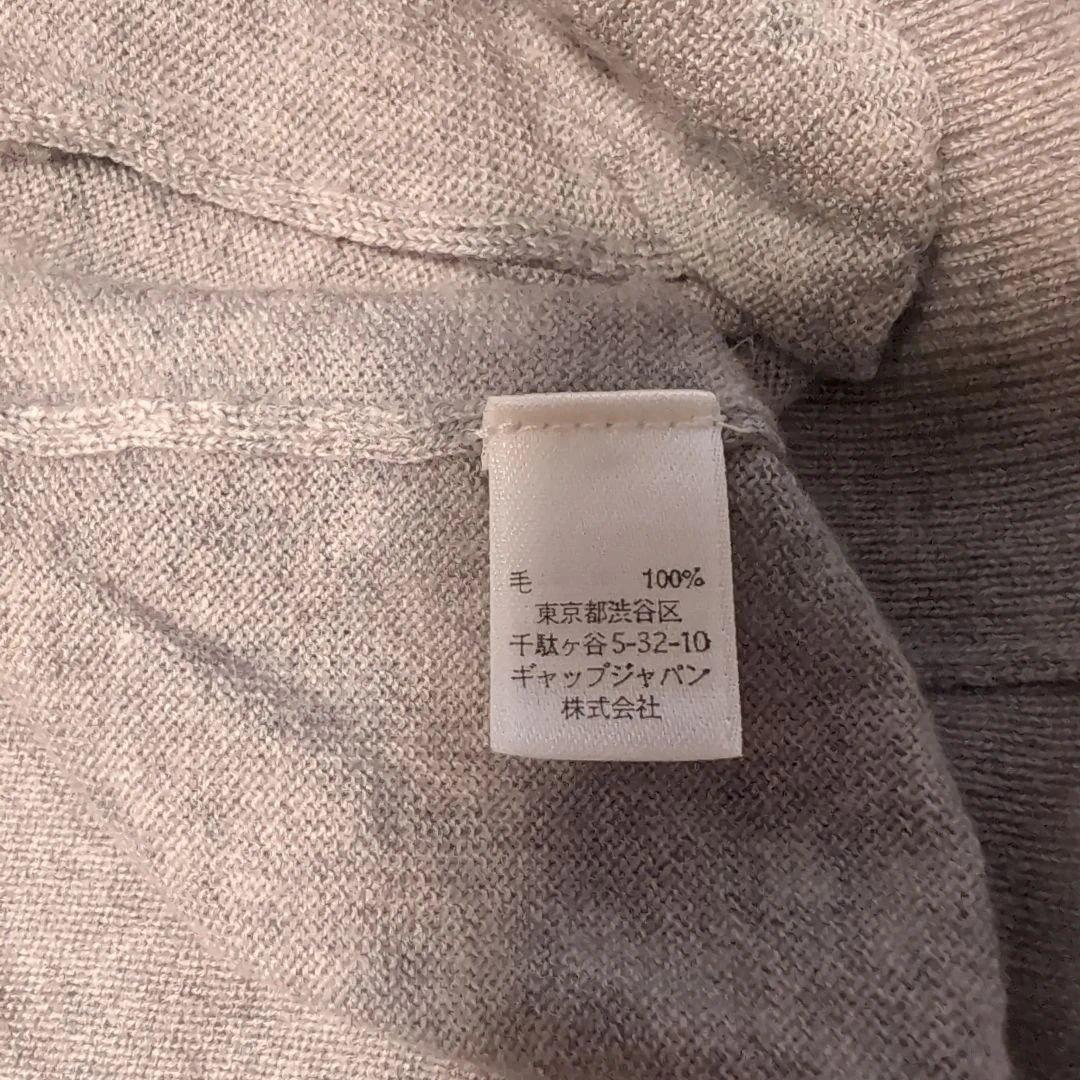 毛 100%
東京都渋谷区
千駄ヶ谷5-32-10
ギャップジャパン
株式会社